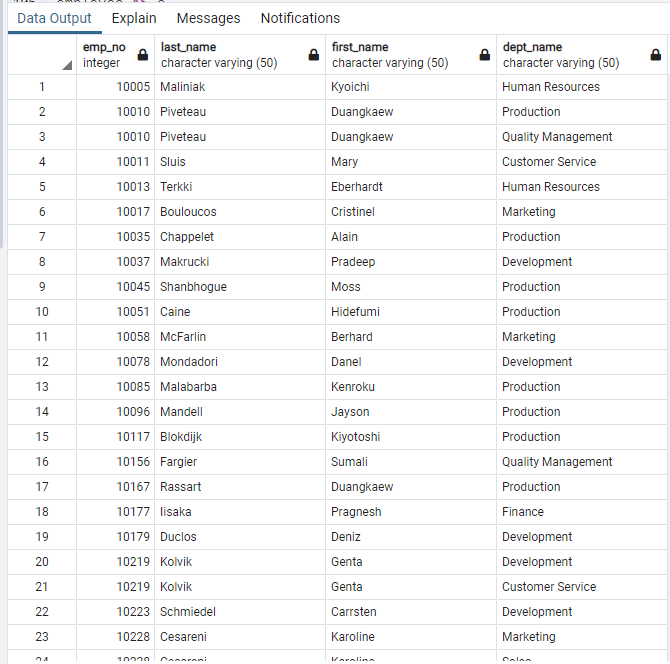 Data Output Explain Messages Notifications
emp_no last_name first_name dept_name
integer character varying (50) character varying (50) character varying (50)
1 10005 Maliniak Kyoichi Human Resources
2 10010 Piveteau Duangkaew Production
3 10010 Piveteau Duangkaew Quality Management
4 10011 Sluis Mary Customer Service
5 10013 Terkki Eberhardt Human Resources
6 10017 Bouloucos Cristinel Marketing
7 10035 Chappelet Alain Production
8 10037 Makrucki Pradeep Development
9 10045 Shanbhogue Moss Production
10 10051 Caine Hidefumi Production
11 10058 McFarlin Berhard Marketing
12 10078 Mondadori Danel Development
13 10085 Malabarba Kenroku Production
14 10096 Mandell Jayson Production
15 10117 Blokdijk Kiyotoshi Production
16 10156 Fargier Sumali Quality Management
17 10167 Rassart Duangkaew Production
18 10177 Iisaka Pragnesh Finance
19 10179 Duclos Deniz Development
20 10219 Kolvik Genta Development
21 10219 Kolvik Genta Customer Service
22 10223 Schmiedel Carrsten Development
23 10228 Cesareni Karoline Marketing
24 10228 Cesareni Karoline Sales